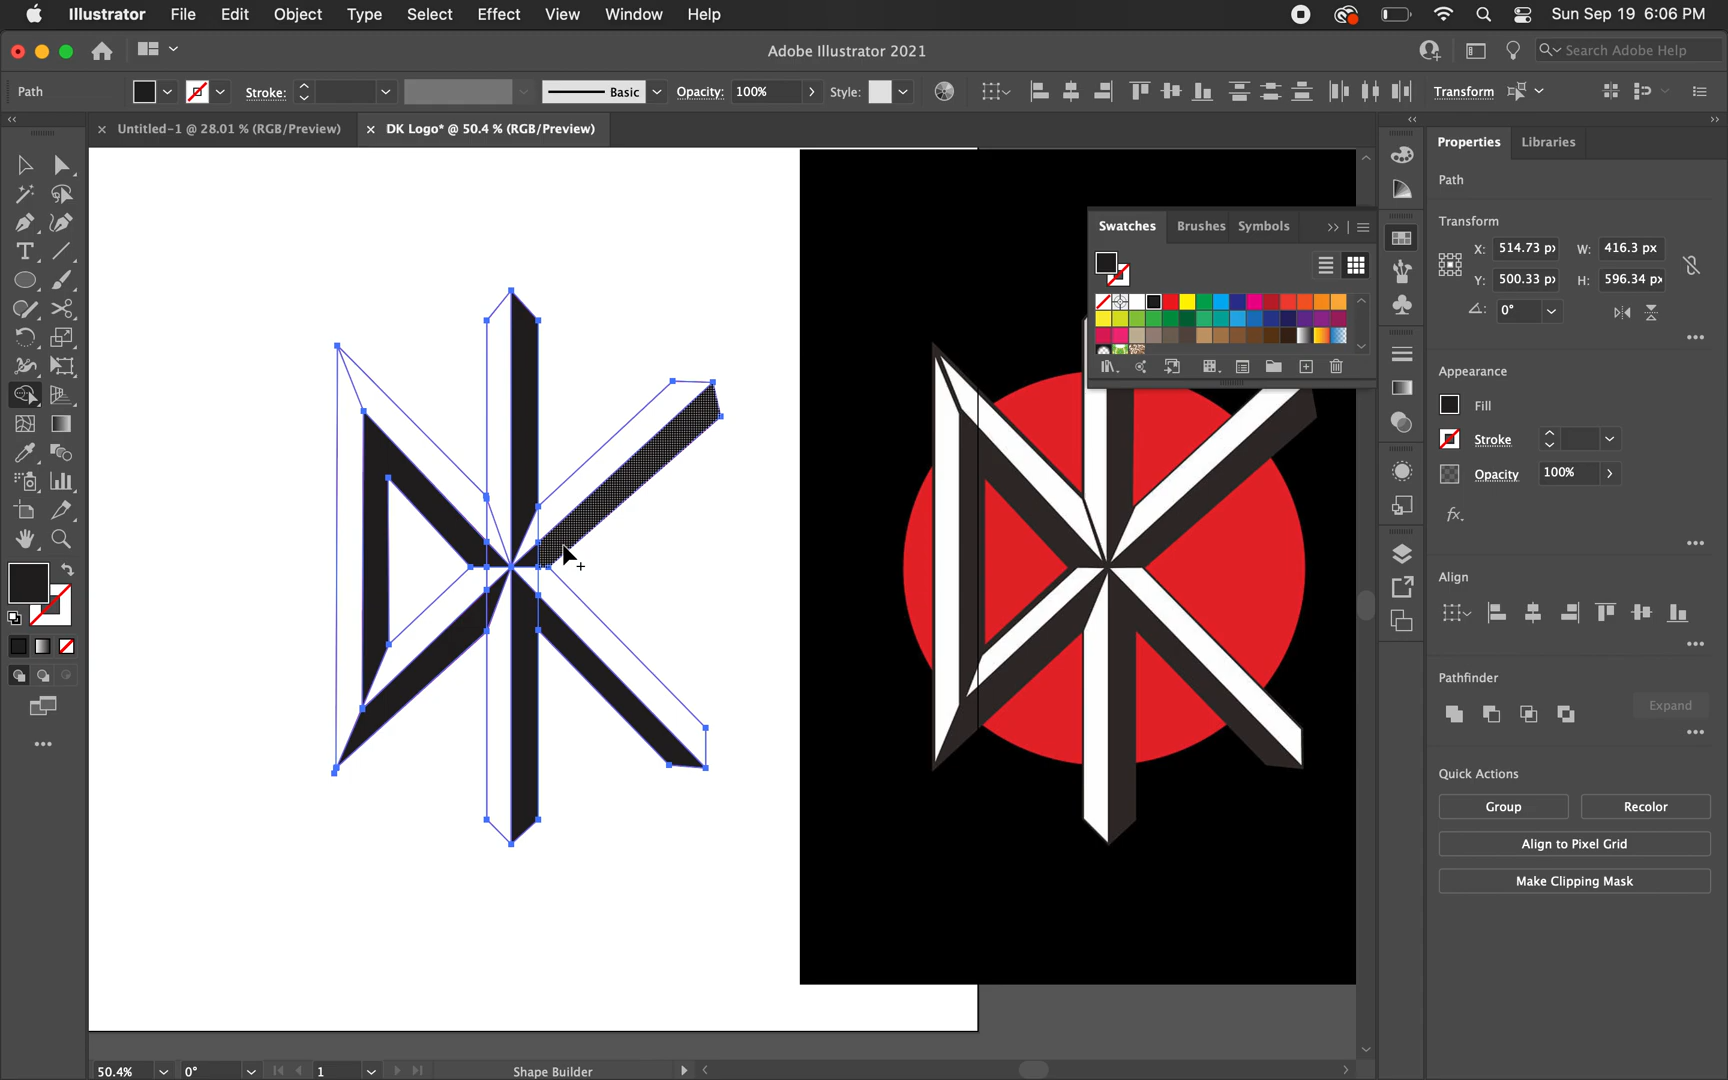 Illustrator File Edit Object Type Select Effect View Window Help Sun Sep 19 6:06 PM
Adobe Illustrator 2021 Search Adobe Help
Path Stroke: Basic Opacity: 100% Style: Transform
Untitled-1 @ 28.01 % (RGB/Preview) DK Logo* @ 50.4 % (RGB/Preview)
Properties Libraries
Path
Swatches Brushes Symbols
Transform
X: 514.73 px W: 416.3 px
Y: 500.33 px H: 596.34 px
0°
Appearance
Fill
Stroke
Opacity 100%
fx.
Align
Pathfinder
Expand
Quick Actions
Group Recolor
Align to Pixel Grid
Make Clipping Mask
50.4% 0° 1 Shape Builder